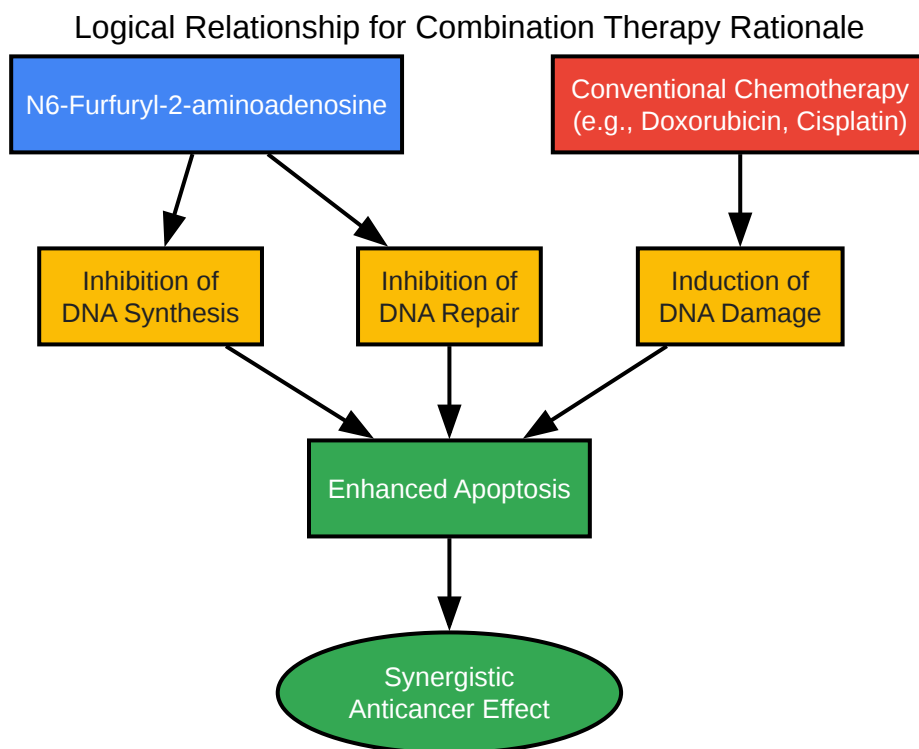 Logical Relationship for Combination Therapy Rationale
N6-Furfuryl-2-aminoadenosine
Conventional Chemotherapy
(e.g., Doxorubicin, Cisplatin)
Inhibition of
DNA Synthesis
Inhibition of
DNA Repair
Induction of
DNA Damage
Enhanced Apoptosis
Synergistic
Anticancer Effect